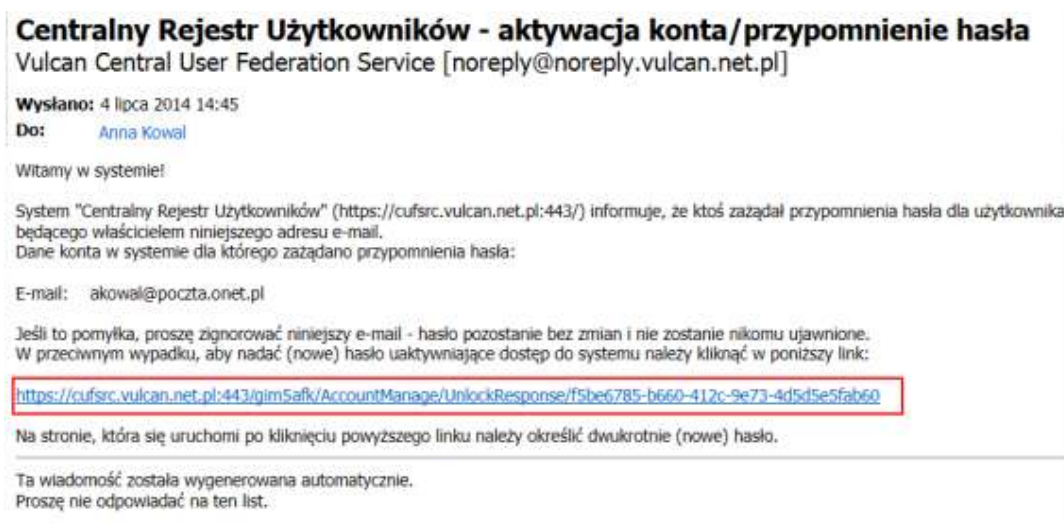 Centralny Rejestr Użytkowników - aktywacja konta/przypomnienie hasła
Vulcan Central User Federation Service [noreply@noreply.vulcan.net.pl]
Wysłano: 4 lipca 2014 14:45
Do: Anna Kowal
Witamy w systemie!
System "Centralny Rejestr Użytkowników" (https://cufsrc.vulcan.net.pl:443/) informuje, że ktoś zażądał przypomnienia hasła dla użytkownika
będącego właścicielem niniejszego adresu e-mail.
Dane konta w systemie dla którego zażądano przypomnienia hasła:
E-mail: akowal@poczta.onet.pl
Jeśli to pomyłka, proszę zignorować niniejszy e-mail - hasło pozostanie bez zmian i nie zostanie nikomu ujawnione.
W przeciwnym wypadku, aby nadać (nowe) hasło uaktywniające dostęp do systemu należy kliknąć w poniższy link:
https://cufsrc.vulcan.net.pl:443/gim5afk/AccountManage/UnlockResponse/f5be6785-b660-412c-9e73-4d5d5e5fab60
Na stronie, która się uruchomi po kliknięciu powyższego linku należy określić dwukrotnie (nowe) hasło.
Ta wiadomość została wygenerowana automatycznie.
Proszę nie odpowiadać na ten list.